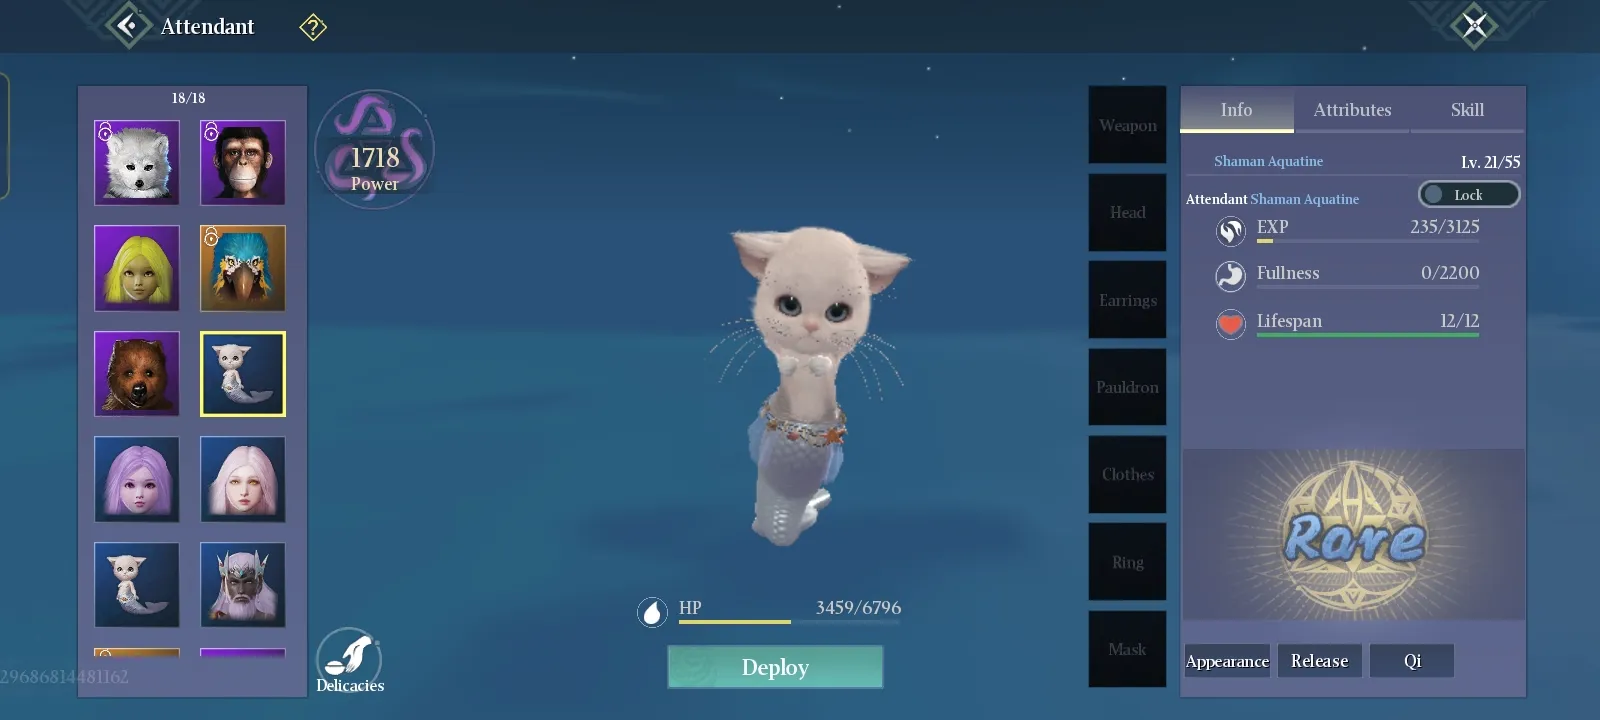 Attendant
?
18/18
1718
Power
Delicacies
29686814481162
HP 3459/6796
Deploy
Weapon
Head
Earrings
Pauldron
Clothes
Ring
Mask
Info Attributes Skill
Shaman Aquatine Lv. 21/55
Attendant Shaman Aquatine Lock
EXP 235/3125
Fullness 0/2200
Lifespan 12/12
Rare
Appearance Release Qi